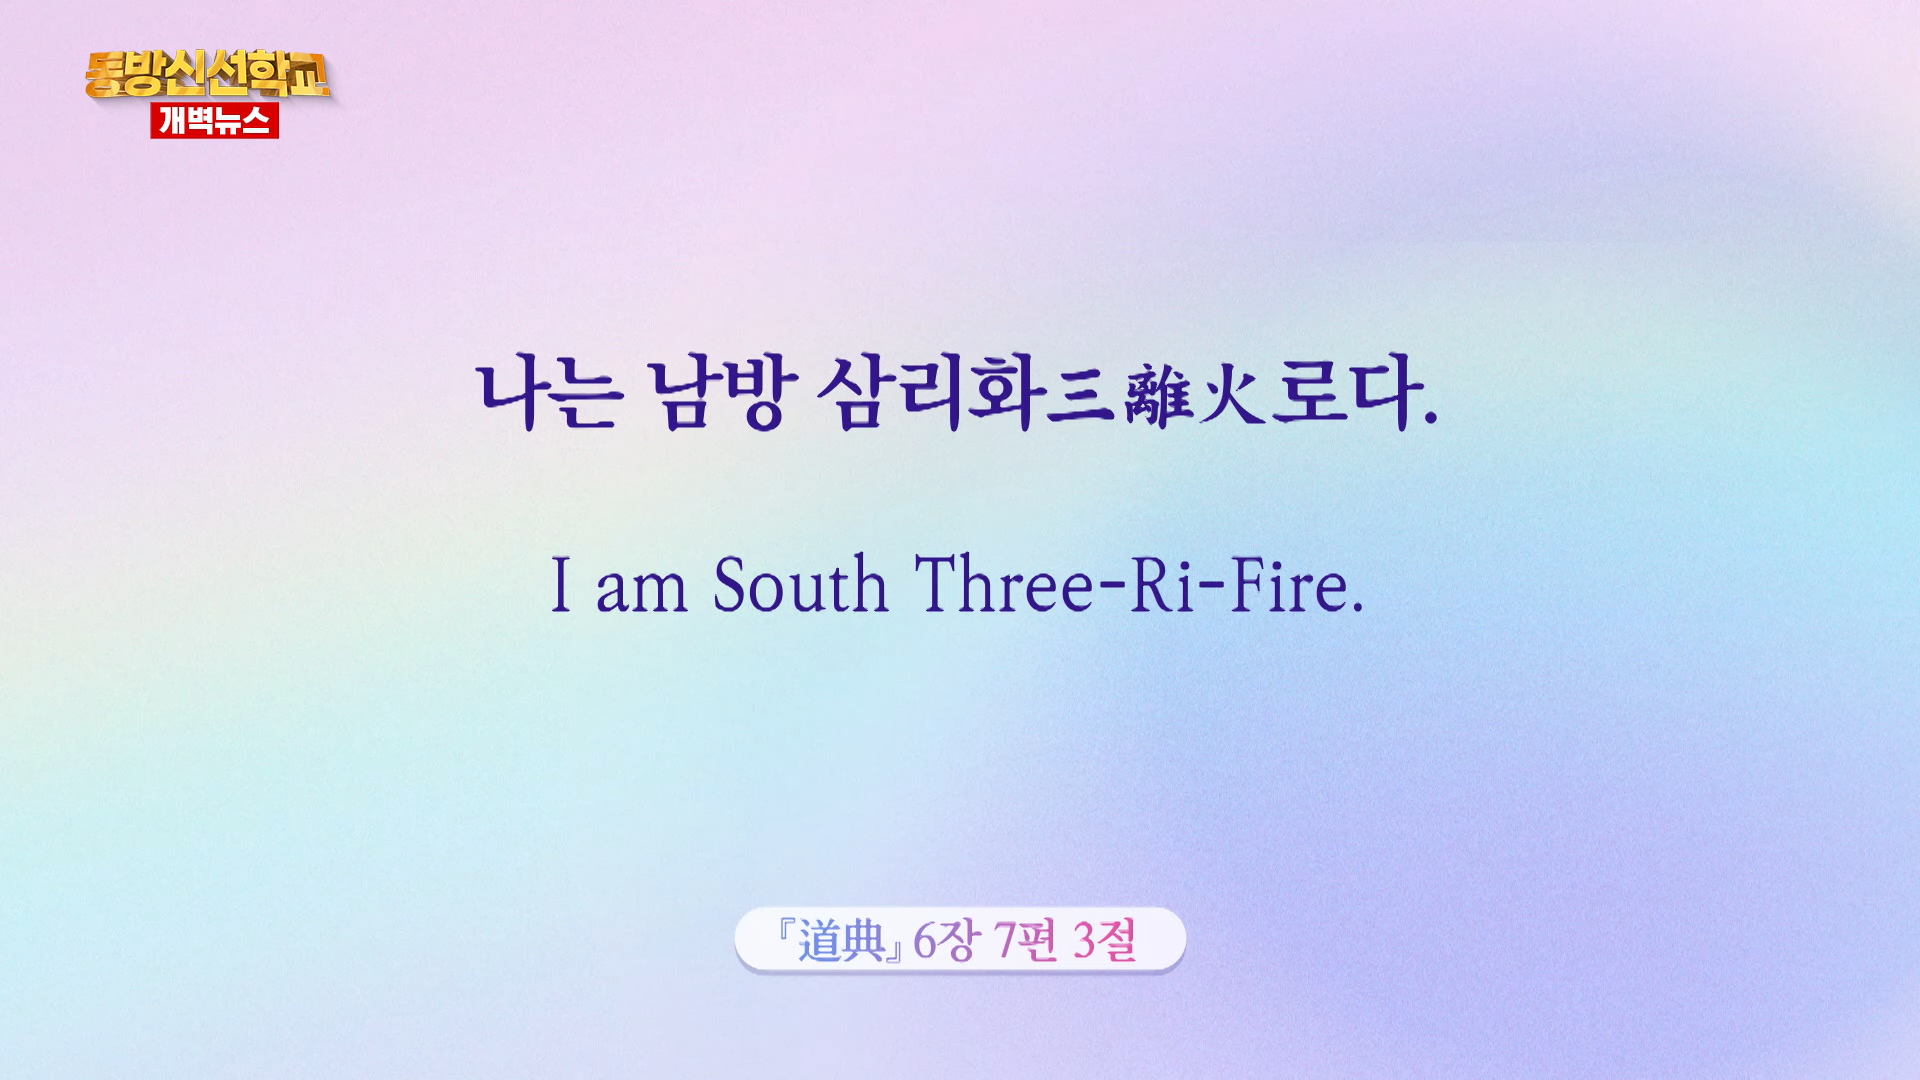 동방신선학교
개벽뉴스
나는 남방 삼리화三離火로다.
I am South Three-Ri-Fire.
『道典』 6장 7편 3절